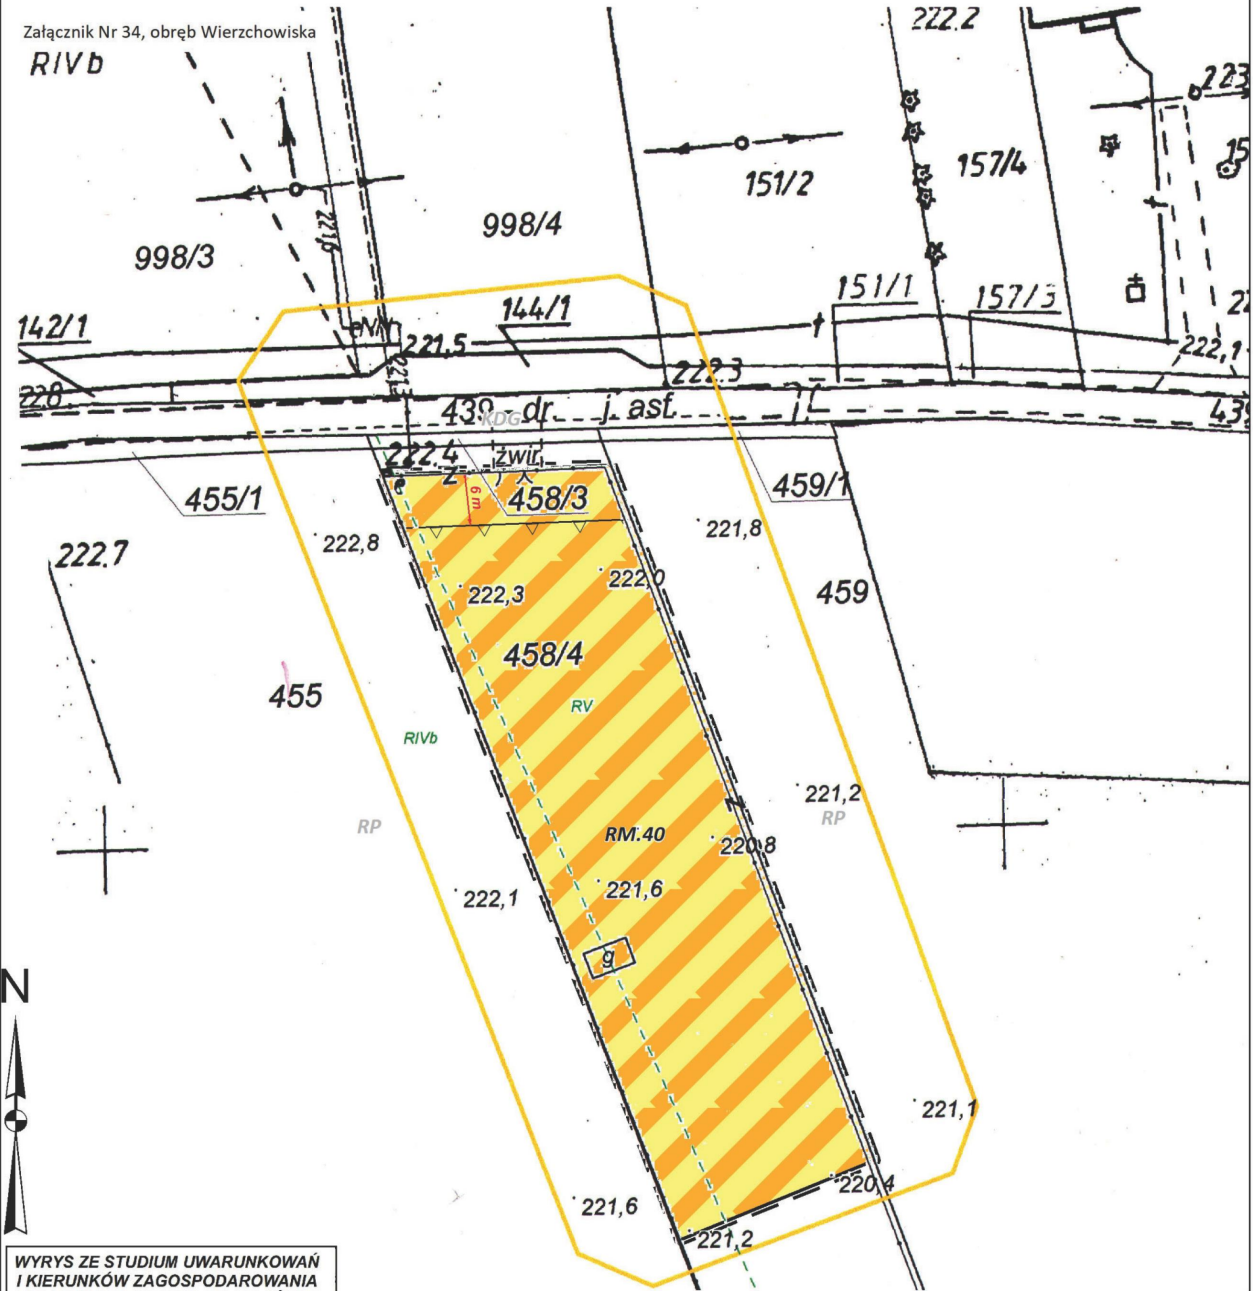 Załącznik Nr 34, obręb Wierzchowiska
RIVb
222.2
223
157/4
151/2
998/4
998/3
151/1
157/3
144/1
142/1
eNN
221,5
222,1
222.3
439 dr. j. asf.
KDG
222.4
żwir.
455/1
458/3
459/1
6 m
222,8
221,8
222.7
222,3
222,0
459
458/4
455
RV
RIVb
221,2
RP
RP
RM.40
220,8
221,6
222,1
g
N
221,1
220,4
221,6
221,2
WYRYS ZE STUDIUM UWARUNKOWAŃ
I KIERUNKÓW ZAGOSPODAROWANIA